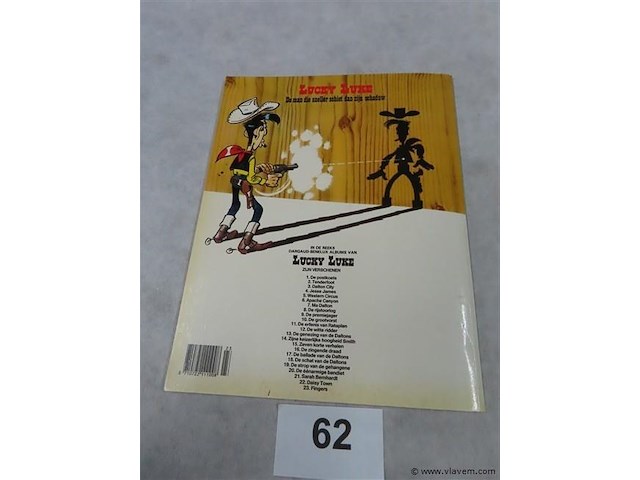 LUCKY LUKE
De man die sneller schiet dan zijn schaduw
IN DE REEKS
DARGAUD-BENELUX ALBUMS VAN
LUCKY LUKE
ZIJN VERSCHENEN
1. De postkoets
2. Tenderfoot
3. Dalton City
4. Jesse James
5. Western Circus
6. Apache Canyon
7. Ma Dalton
8. De rijstoorlog
9. De premiejager
10. De grootvorst
11. De erfenis van Rataplan
12. De witte ridder
13. De genezing van de Daltons
14. Zijne keizerlijke hoogheid Smith
15. Zeven korte verhalen
16. De zingende draad
17. De ballade van de Daltons
18. De schat van de Daltons
19. De strop van de gehangene
20. De éénarmige bandiet
21. Sarah Bernhardt
22. Daisy Town
23. Fingers
62
© www.vlavem.com